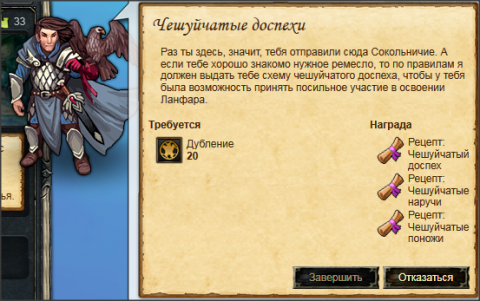 33
Чешуйчатые доспехи
Раз ты здесь, значит, тебя отправили сюда Сокольничие. А
если тебе хорошо знакомо нужное ремесло, то по правилам я
должен выдать тебе схему чешуйчатого доспеха, чтобы у тебя
была возможность принять посильное участие в освоении
Ланфара.
Требуется
Дубление
20
Награда
Рецепт:
Чешуйчатый
доспех
Рецепт:
Чешуйчатые
наручи
Рецепт:
Чешуйчатые
поножи
ья.
Завершить
Отказаться